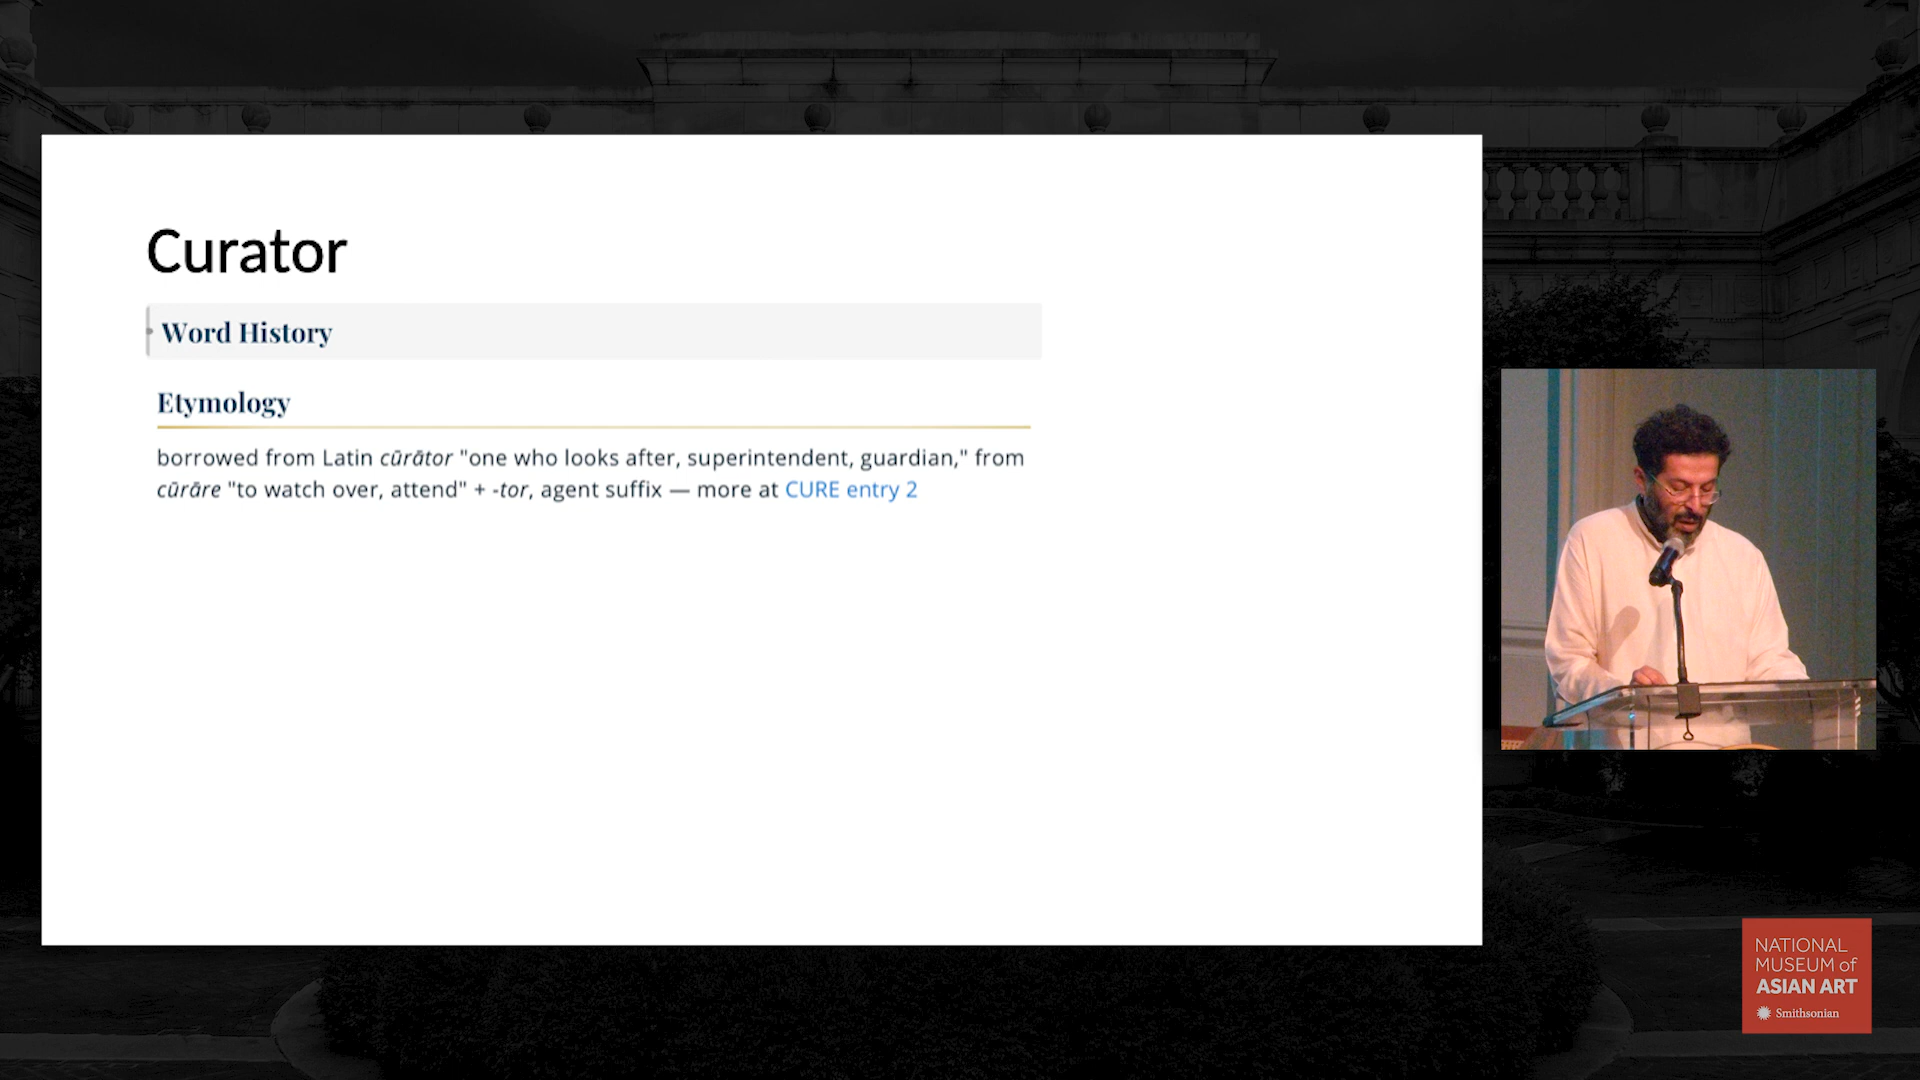 Curator
Word History
Etymology
borrowed from Latin cūrātor "one who looks after, superintendent, guardian," from
cūrāre "to watch over, attend" + -tor, agent suffix — more at CURE entry 2
NATIONAL
MUSEUM of
ASIAN ART
Smithsonian